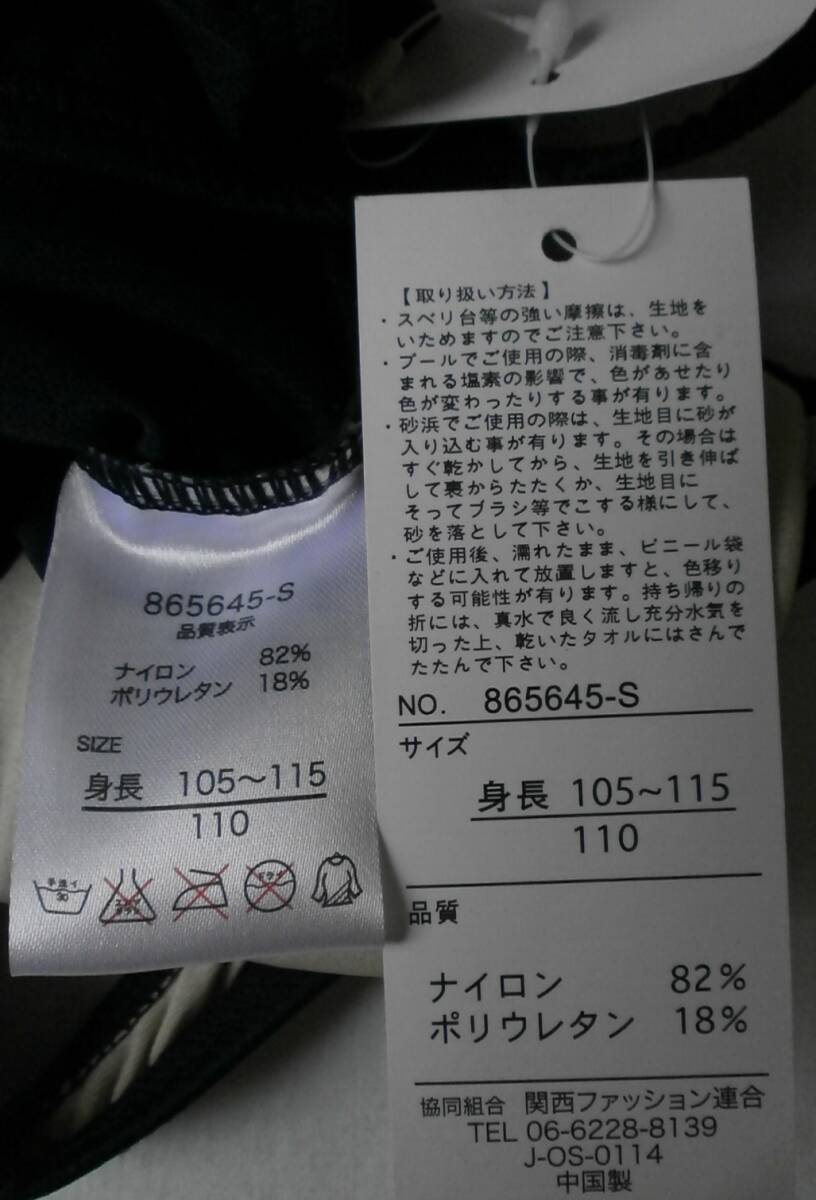 865645-S
品質表示
ナイロン 82%
ポリウレタン 18%
SIZE
身長 105～115
110
手洗イ
30
ドライ
【取り扱い方法】
・スベリ台等の強い摩擦は、生地を
いためますのでご注意下さい。
・プールでご使用の際、消毒剤に含
まれる塩素の影響で、色があせたり
色が変わったりする事が有ります。
・砂浜でご使用の際は、生地目に砂が
入り込む事が有ります。その場合は
すぐ乾かしてから、生地を引き伸ば
して裏からたたくか、生地目に
そってブラシ等でこする様にして、
砂を落として下さい。
・ご使用後、濡れたまま、ビニール袋
などに入れて放置しますと、色移り
する可能性が有ります。持ち帰りの
折には、真水で良く流し充分水気を
切った上、乾いたタオルにはさんで
たたんで下さい。
NO. 865645-S
サイズ
身長 105~115
110
品質
ナイロン 82%
ポリウレタン 18%
協同組合 関西ファッション連合
TEL 06-6228-8139
J-OS-0114
中国製